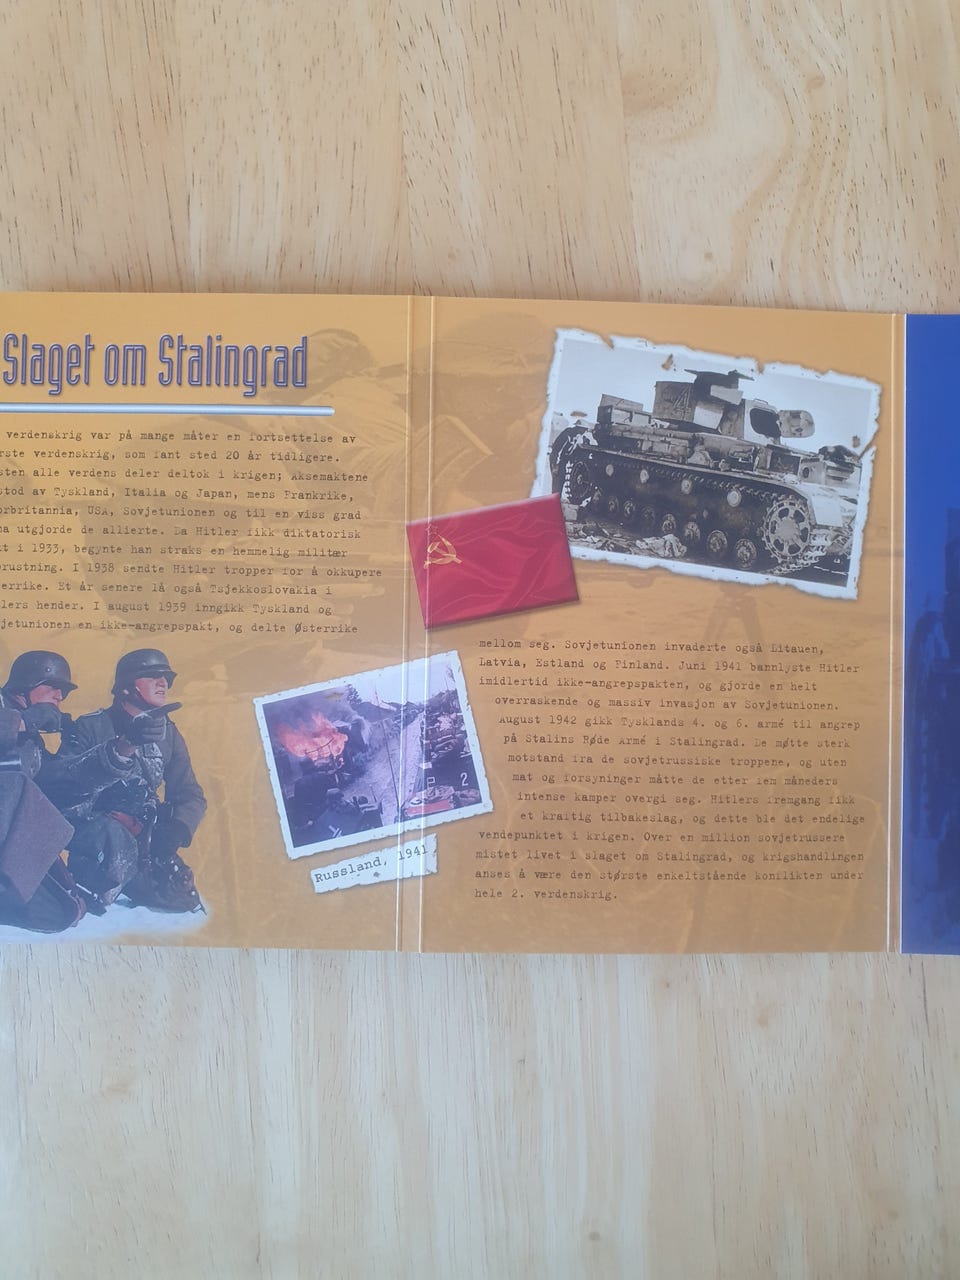 Slaget om Stalingrad
verdenskrig var på mange måter en fortsettelse av
rste verdenskrig, som fant sted 20 år tidligere.
sten alle verdens deler deltok i krigen; Aksemaktene
stod av Tyskland, Italia og Japan, mens Frankrike,
orbritannia, USA, Sovjetunionen og til en viss grad
na utgjorde de allierte. Da Hitler fikk diktatorisk
t i 1933, begynte han straks en hemmelig militær
rustning. I 1938 sendte Hitler tropper for å okkupere
errike. Et år senere lå også Tsjekkoslovakia i
lers hender. I august 1939 inngikk Tyskland og
jetunionen en ikke-angrepspakt, og delte Østerrike
Russland, 1941
2
mellom seg. Sovjetunionen invaderte også Litauen,
Latvia, Estland og Finland. Juni 1941 bannlyste Hitler
imidlertid ikke-angrepspakten, og gjorde en helt
overraskende og massiv invasjon av Sovjetunionen.
August 1942 gikk Tysklands 4. og 6. armé til angrep
på Stalins Røde Armé i Stalingrad. De møtte sterk
motstand fra de sovjetrussiske troppene, og uten
mat og forsyninger måtte de etter fem måneders
intense kamper overgi seg. Hitlers fremgang fikk
et kraftig tilbakeslag, og dette ble det endelige
vendepunktet i krigen. Over en million sovjetrussere
mistet livet i slaget om Stalingrad, og krigshandlingen
anses å være den største enkeltstående konflikten under
hele 2. verdenskrig.